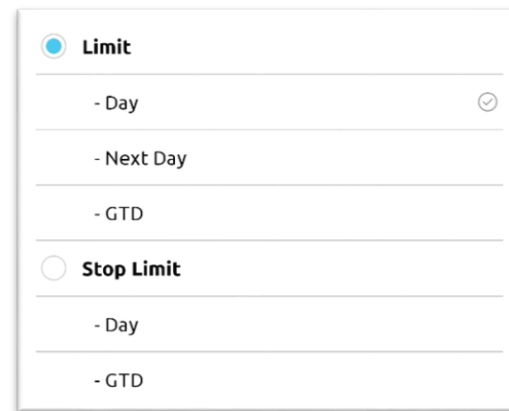 Limit
- Day
- Next Day
- GTD
Stop Limit
- Day
- GTD